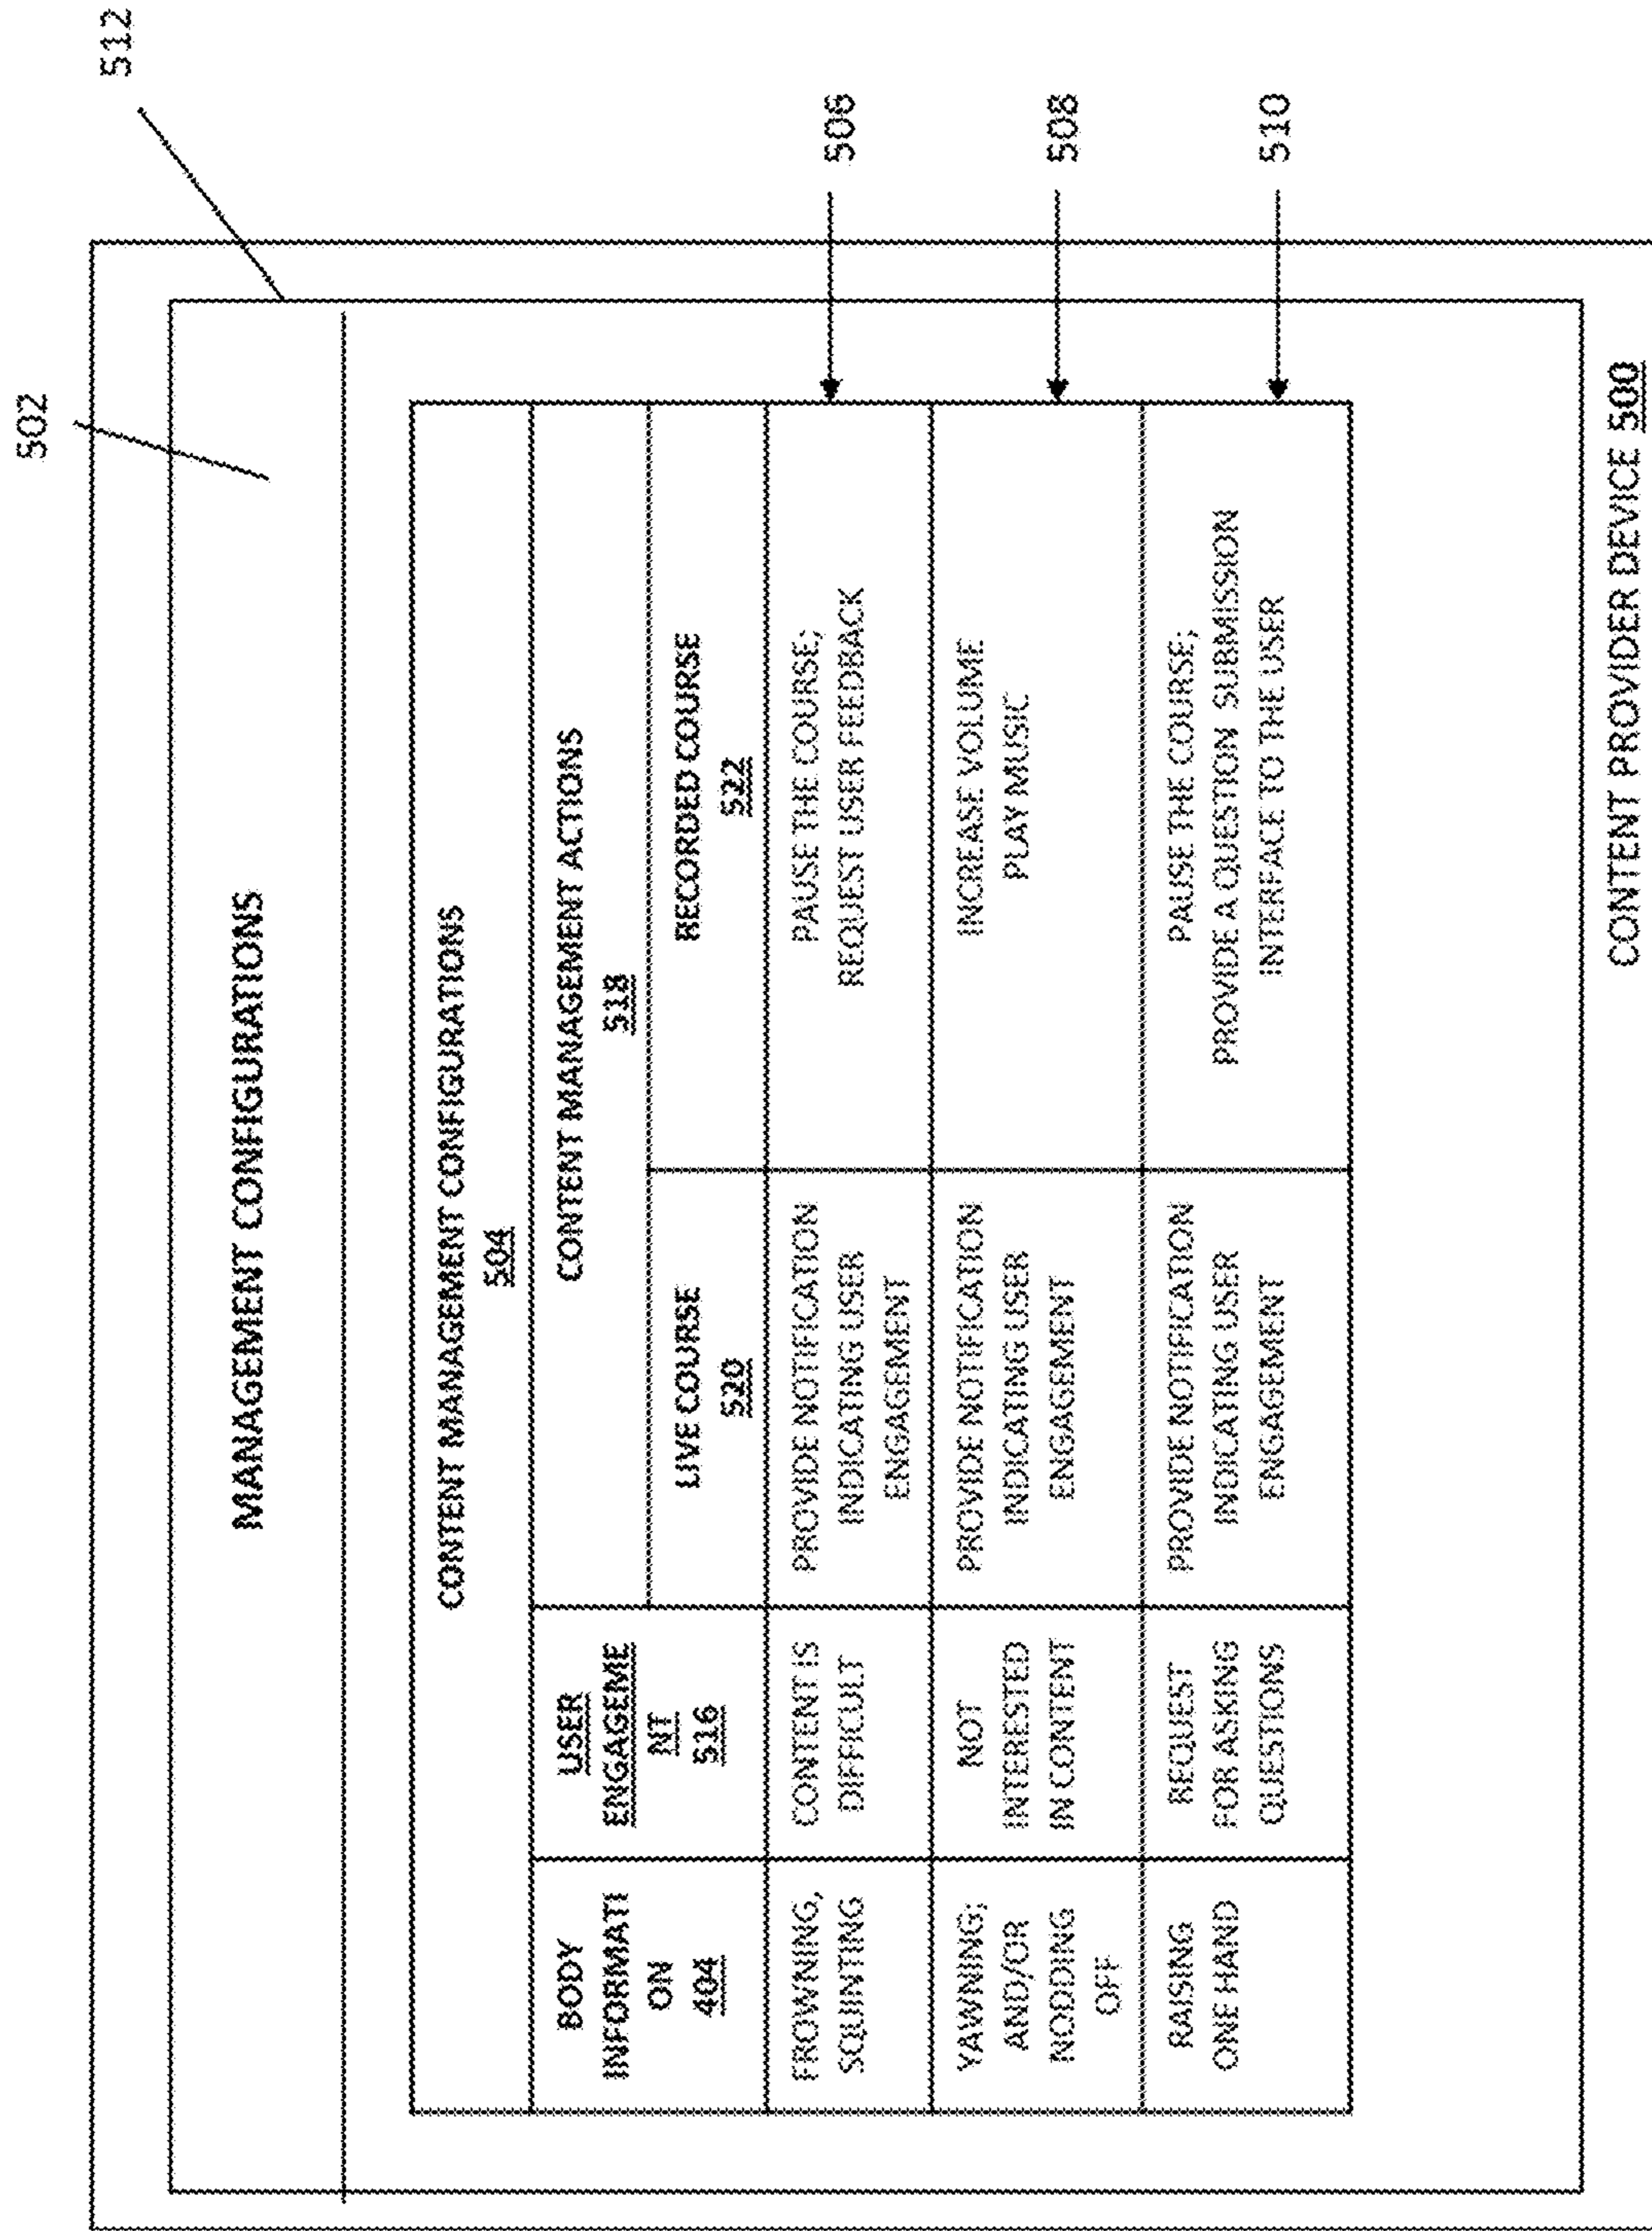 502
512
MANAGEMENT CONFIGURATIONS
CONTENT MANAGEMENT CONFIGURATIONS
504
BODY
INFORMATI
ON
404
USER
ENGAGEME
NT
516
CONTENT MANAGEMENT ACTIONS
518
LIVE COURSE
520
RECORDED COURSE
522
FROWNING,
SQUINTING
CONTENT IS
DIFFICULT
PROVIDE NOTIFICATION
INDICATING USER
ENGAGEMENT
PAUSE THE COURSE;
REQUEST USER FEEDBACK
506
YAWNING;
AND/OR
NODDING
OFF
NOT
INTERESTED
IN CONTENT
PROVIDE NOTIFICATION
INDICATING USER
ENGAGEMENT
INCREASE VOLUME
PLAY MUSIC
508
RAISING
ONE HAND
REQUEST
FOR ASKING
QUESTIONS
PROVIDE NOTIFICATION
INDICATING USER
ENGAGEMENT
PAUSE THE COURSE;
PROVIDE A QUESTION SUBMISSION
INTERFACE TO THE USER
510
CONTENT PROVIDER DEVICE 500